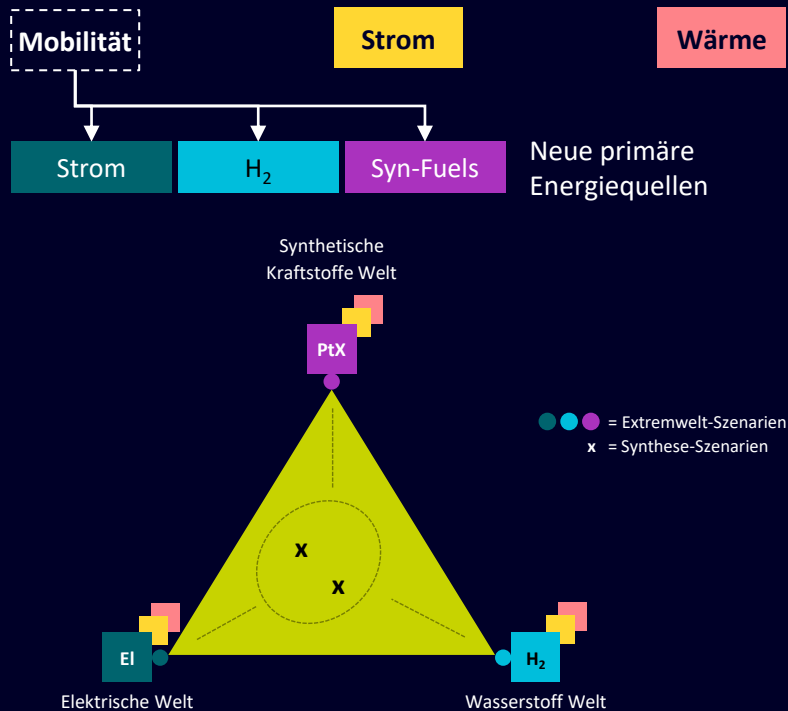 Mobilität
Strom
Wärme
Strom
H₂
Syn-Fuels
Neue primäre
Energiequellen
Synthetische
Kraftstoffe Welt
PtX
= Extremwelt-Szenarien
x = Synthese-Szenarien
x
x
El
H₂
Elektrische Welt
Wasserstoff Welt